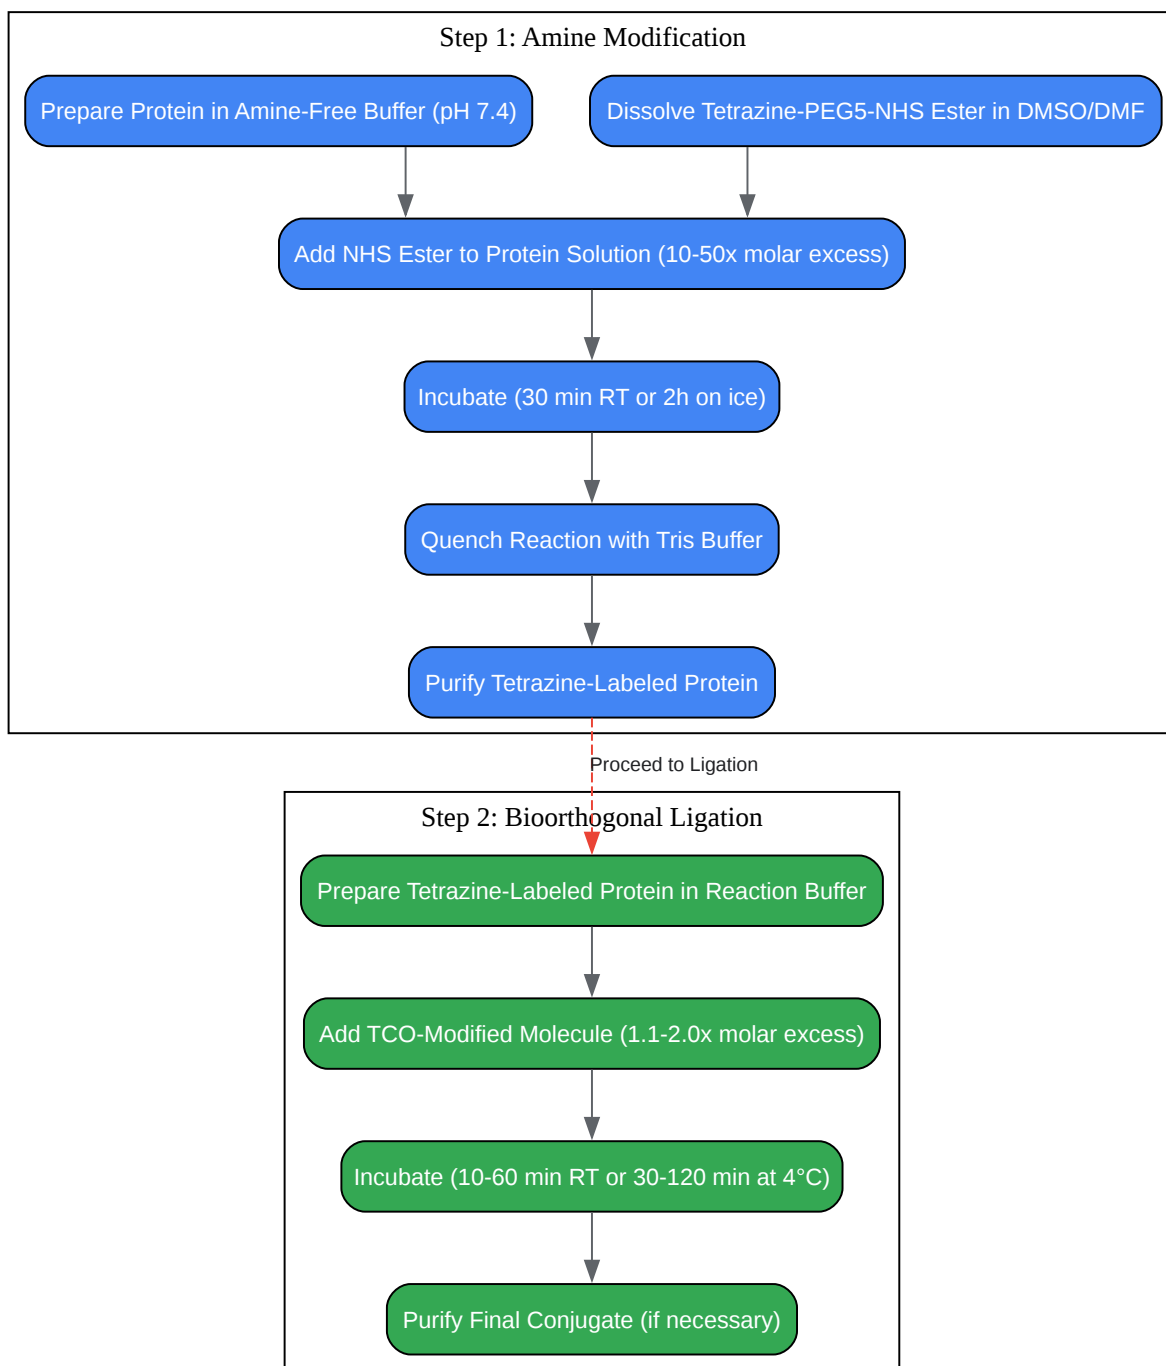 Step 1: Amine Modification
Prepare Protein in Amine-Free Buffer (pH 7.4)
Dissolve Tetrazine-PEG5-NHS Ester in DMSO/DMF
Add NHS Ester to Protein Solution (10-50x molar excess)
Incubate (30 min RT or 2h on ice)
Quench Reaction with Tris Buffer
Purify Tetrazine-Labeled Protein
Proceed to Ligation
Step 2: Bioorthogonal Ligation
Prepare Tetrazine-Labeled Protein in Reaction Buffer
Add TCO-Modified Molecule (1.1-2.0x molar excess)
Incubate (10-60 min RT or 30-120 min at 4°C)
Purify Final Conjugate (if necessary)